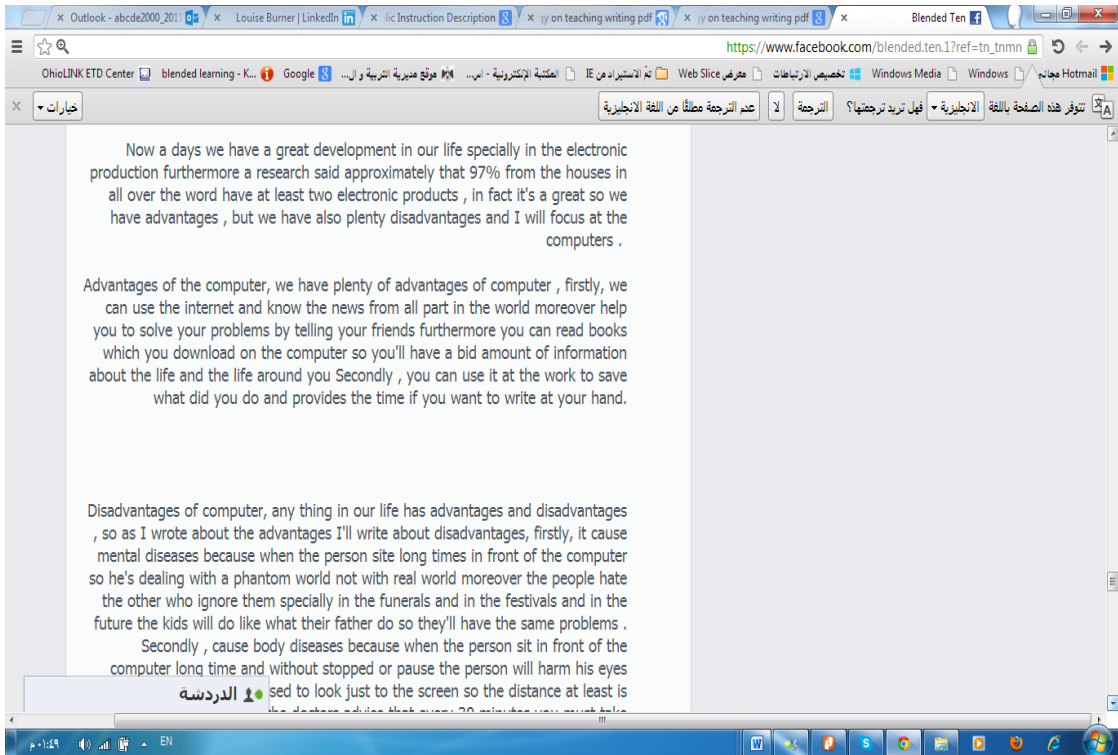 Outlook - abcde2000_201
Louise Burner | LinkedIn
lic Instruction Description
gy on teaching writing pdf
gy on teaching writing pdf
Blended Ten
https://www.facebook.com/blended.ten.1?ref=tn_tnmn
Hotmail مجاني
Windows
Windows Media
تخصيص الارتباطات
معرض Web Slice
تمّ الاستيراد من IE
المكتبة الإلكترونية - اس...
موقع مديرية التربية و ال...
Google
blended learning - K...
OhioLINK ETD Center
تتوفر هذه الصفحة باللغة الانجليزية فهل تريد ترجمتها؟ الترجمة لا عدم الترجمة مطلقًا من اللغة الانجليزية خيارات
Now a days we have a great development in our life specially in the electronic
production furthermore a research said approximately that 97% from the houses in
all over the word have at least two electronic products , in fact it's a great so we
have advantages , but we have also plenty disadvantages and I will focus at the
computers .
Advantages of the computer, we have plenty of advantages of computer , firstly, we
can use the internet and know the news from all part in the world moreover help
you to solve your problems by telling your friends furthermore you can read books
which you download on the computer so you'll have a bid amount of information
about the life and the life around you Secondly , you can use it at the work to save
what did you do and provides the time if you want to write at your hand.
Disadvantages of computer, any thing in our life has advantages and disadvantages
, so as I wrote about the advantages I'll write about disadvantages, firstly, it cause
mental diseases because when the person site long times in front of the computer
so he's dealing with a phantom world not with real world moreover the people hate
the other who ignore them specially in the funerals and in the festivals and in the
future the kids will do like what their father do so they'll have the same problems .
Secondly , cause body diseases because when the person sit in front of the
computer long time and without stopped or pause the person will harm his eyes
sed to look just to the screen so the distance at least is
the doctors advice that every 20 minutes you must take
الدردشة
EN
٠١:٤٩ م